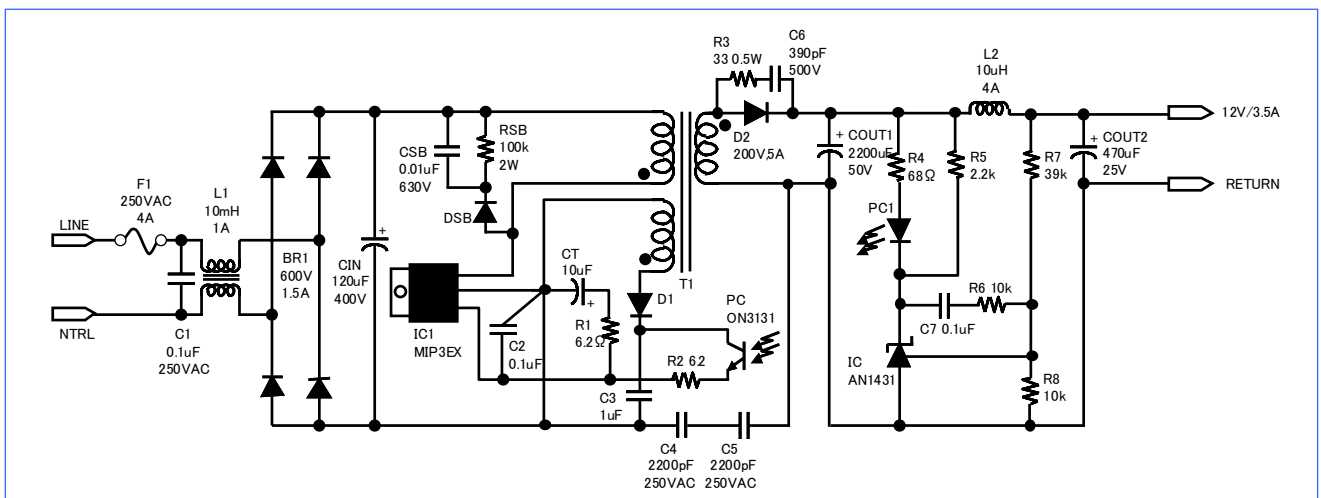 LINE
NTRL
F1
250VAC
4A
C1
0.1uF
250VAC
L1
10mH
1A
BR1
600V
1.5A
CIN
120uF
400V
+
CSB
0.01uF
630V
RSB
100k
2W
DSB
IC1
MIP3EX
C2
0.1uF
CT
10uF
+
R1
6.2Ω
D1
C3
1uF
R2 6.2
PC
ON3131
T1
C4
2200pF
250VAC
C5
2200pF
250VAC
R3
33 0.5W
C6
390pF
500V
D2
200V,5A
+
COUT1
2200uF
50V
R4
68Ω
PC1
R5
2.2k
C7 0.1uF
R6 10k
IC
AN1431
L2
10uH
4A
R7
39k
R8
10k
+
COUT2
470uF
25V
12V/3.5A
RETURN